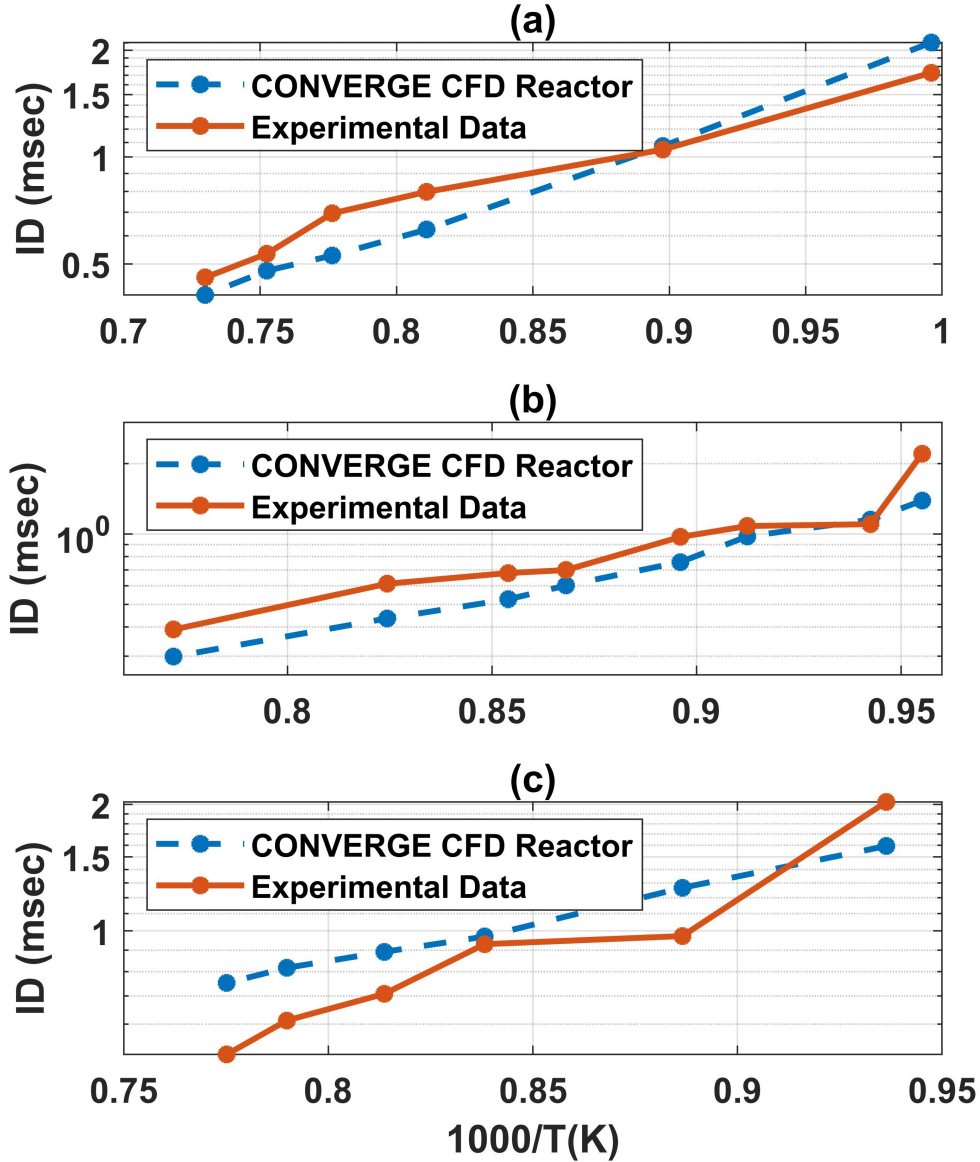 (a)
2
1.5
1
0.5
ID (msec)
CONVERGE CFD Reactor
Experimental Data
0.7 0.75 0.8 0.85 0.9 0.95 1
(b)
10⁰
ID (msec)
CONVERGE CFD Reactor
Experimental Data
0.8 0.85 0.9 0.95
(c)
2
1.5
1
ID (msec)
CONVERGE CFD Reactor
Experimental Data
0.75 0.8 0.85 0.9 0.95
1000/T(K)